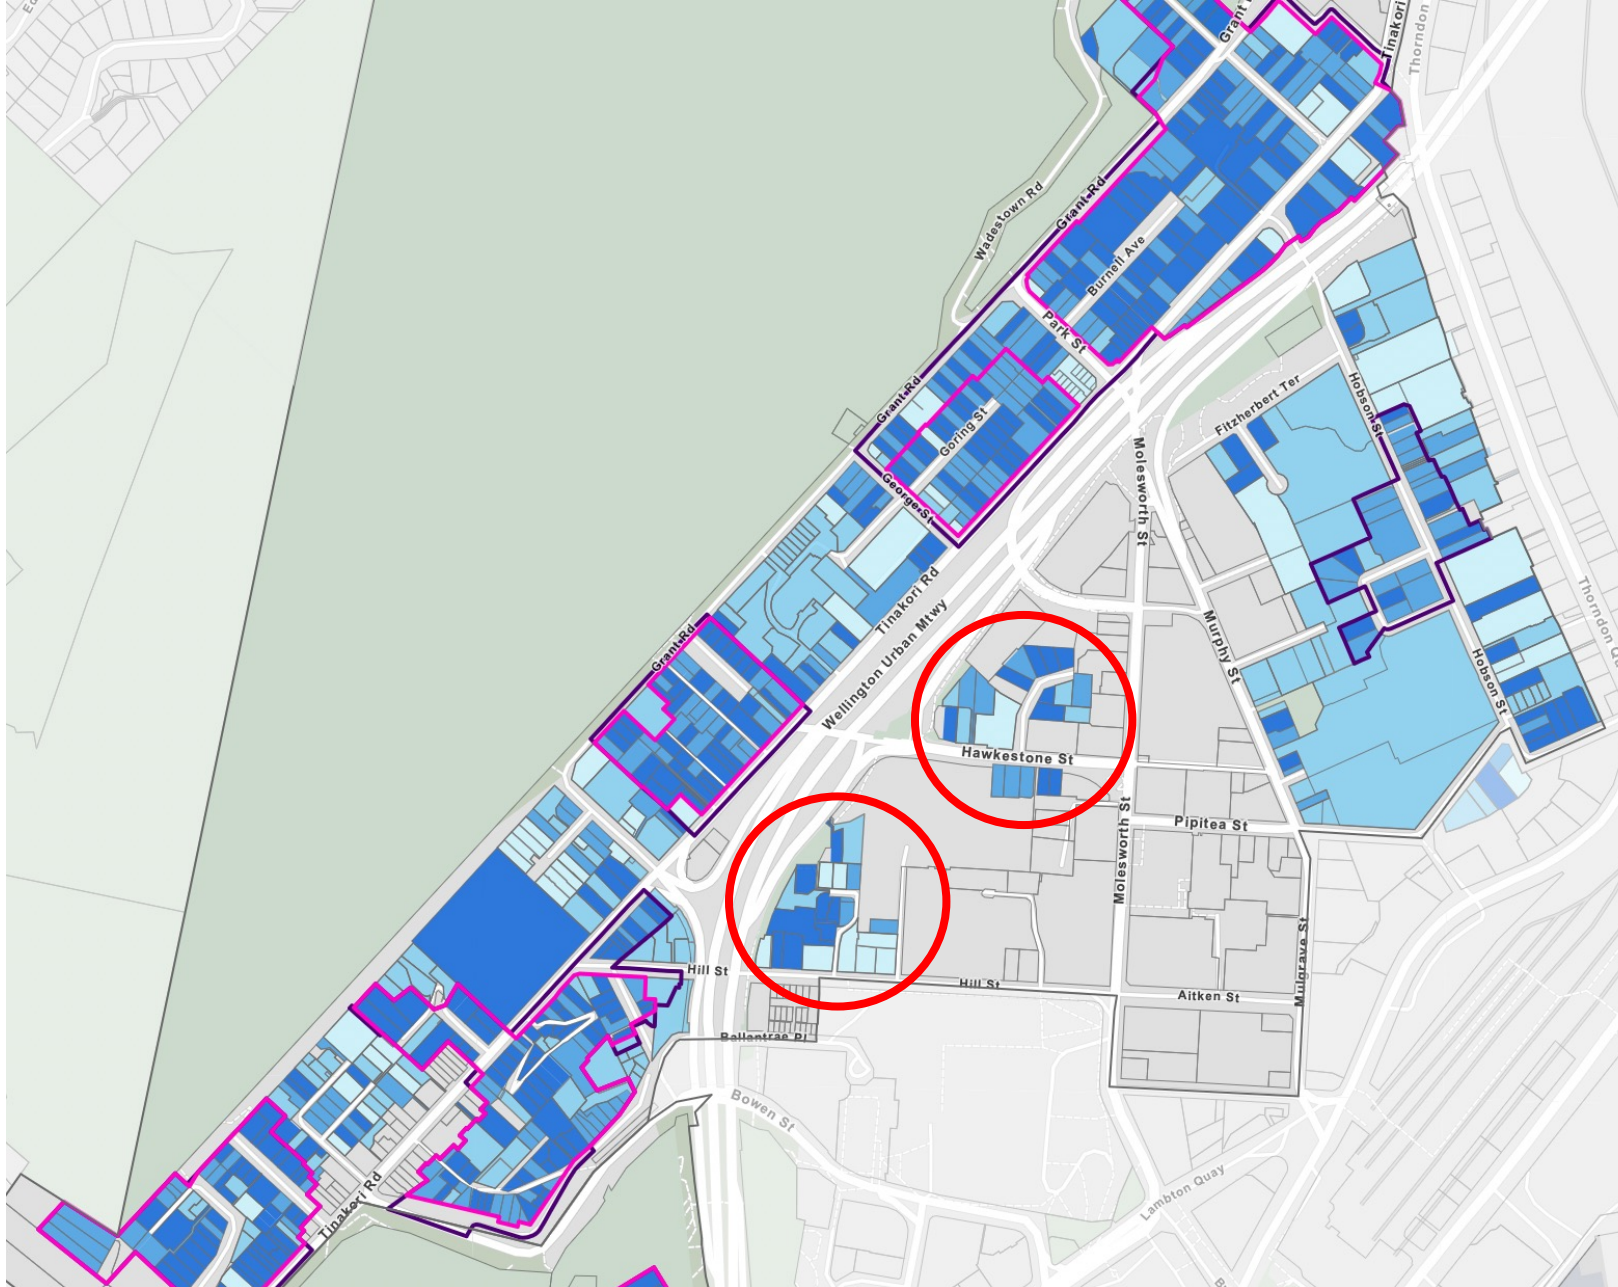 Grant
Tinakori
Thorndon
Wadestown Rd
Grant Rd
Burnell Ave
Park St
Grant Rd
Goring St
George St
Molesworth St
Fitzherbert Ter
Hobson St
Tinakori Rd
Wellington Urban Mtwy
Grant Rd
Murphy St
Thorndon Qu
Hobson St
Hawkestone St
Molesworth St
Pipitea St
Mulgrave St
Hill St
Hill St
Aitken St
Ballantrae Pl
Bowen St
Tinakori Rd
Lambton Quay